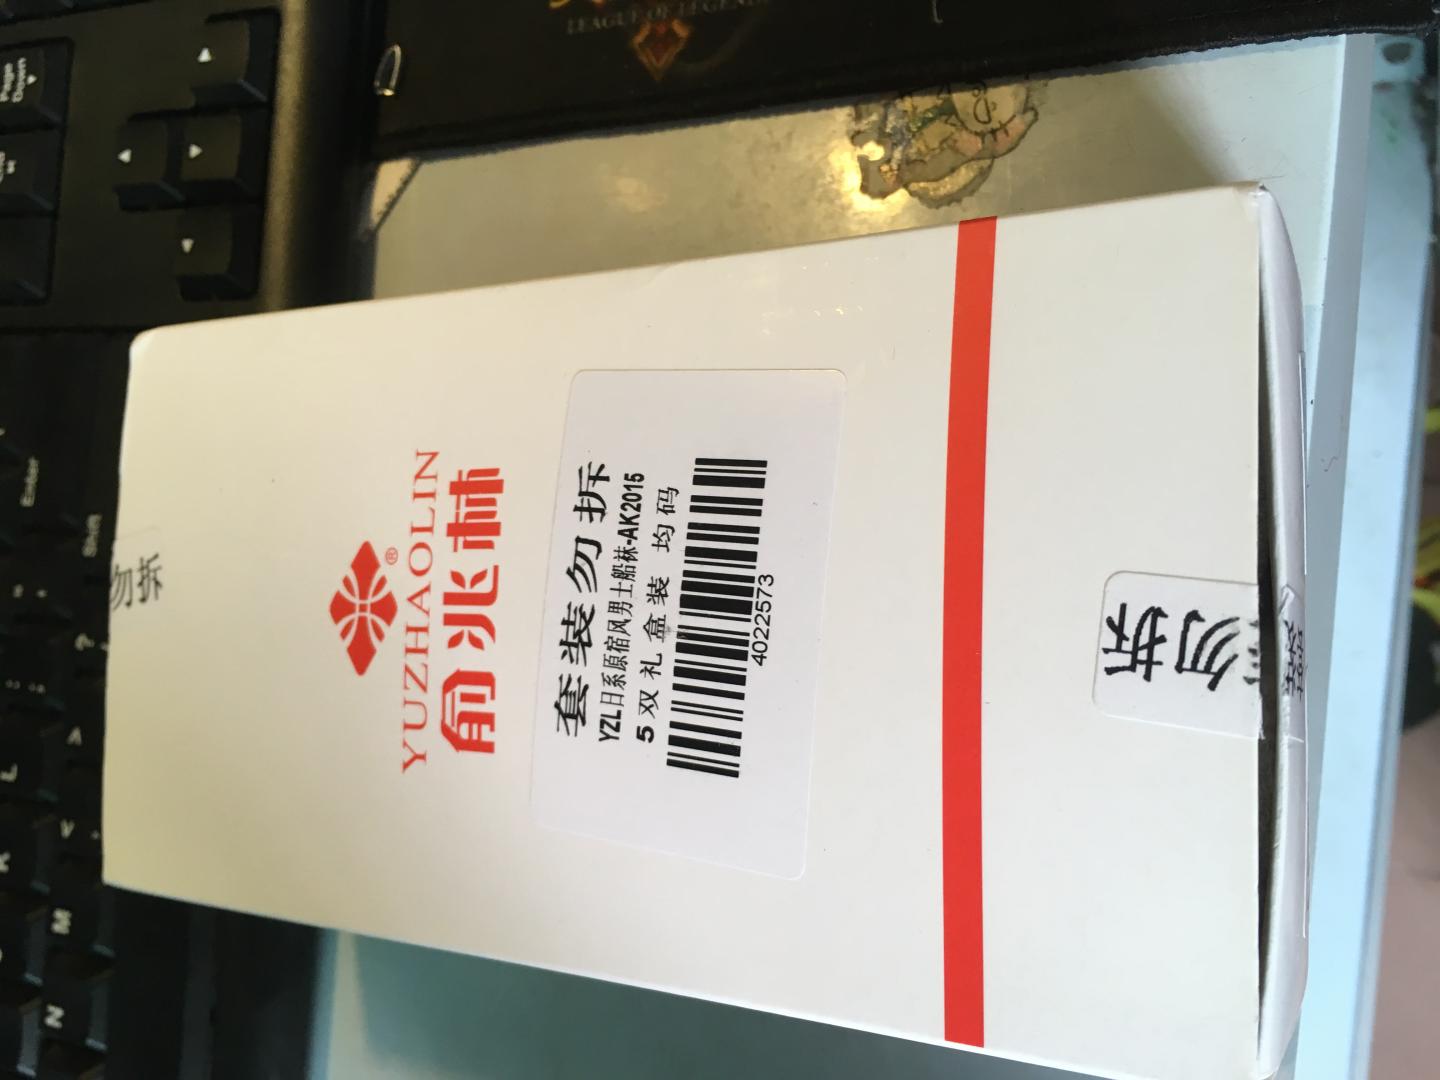 YUZHAOLIN
®
俞兆林
套装勿拆
YZL日系原宿风男士船袜-AK2015
5双礼盒装 均码
4022573
勿拆
勿拆
LEAGUE OF LEGENDS
Page
Down
Enter
Shift
?
L
K
M
N